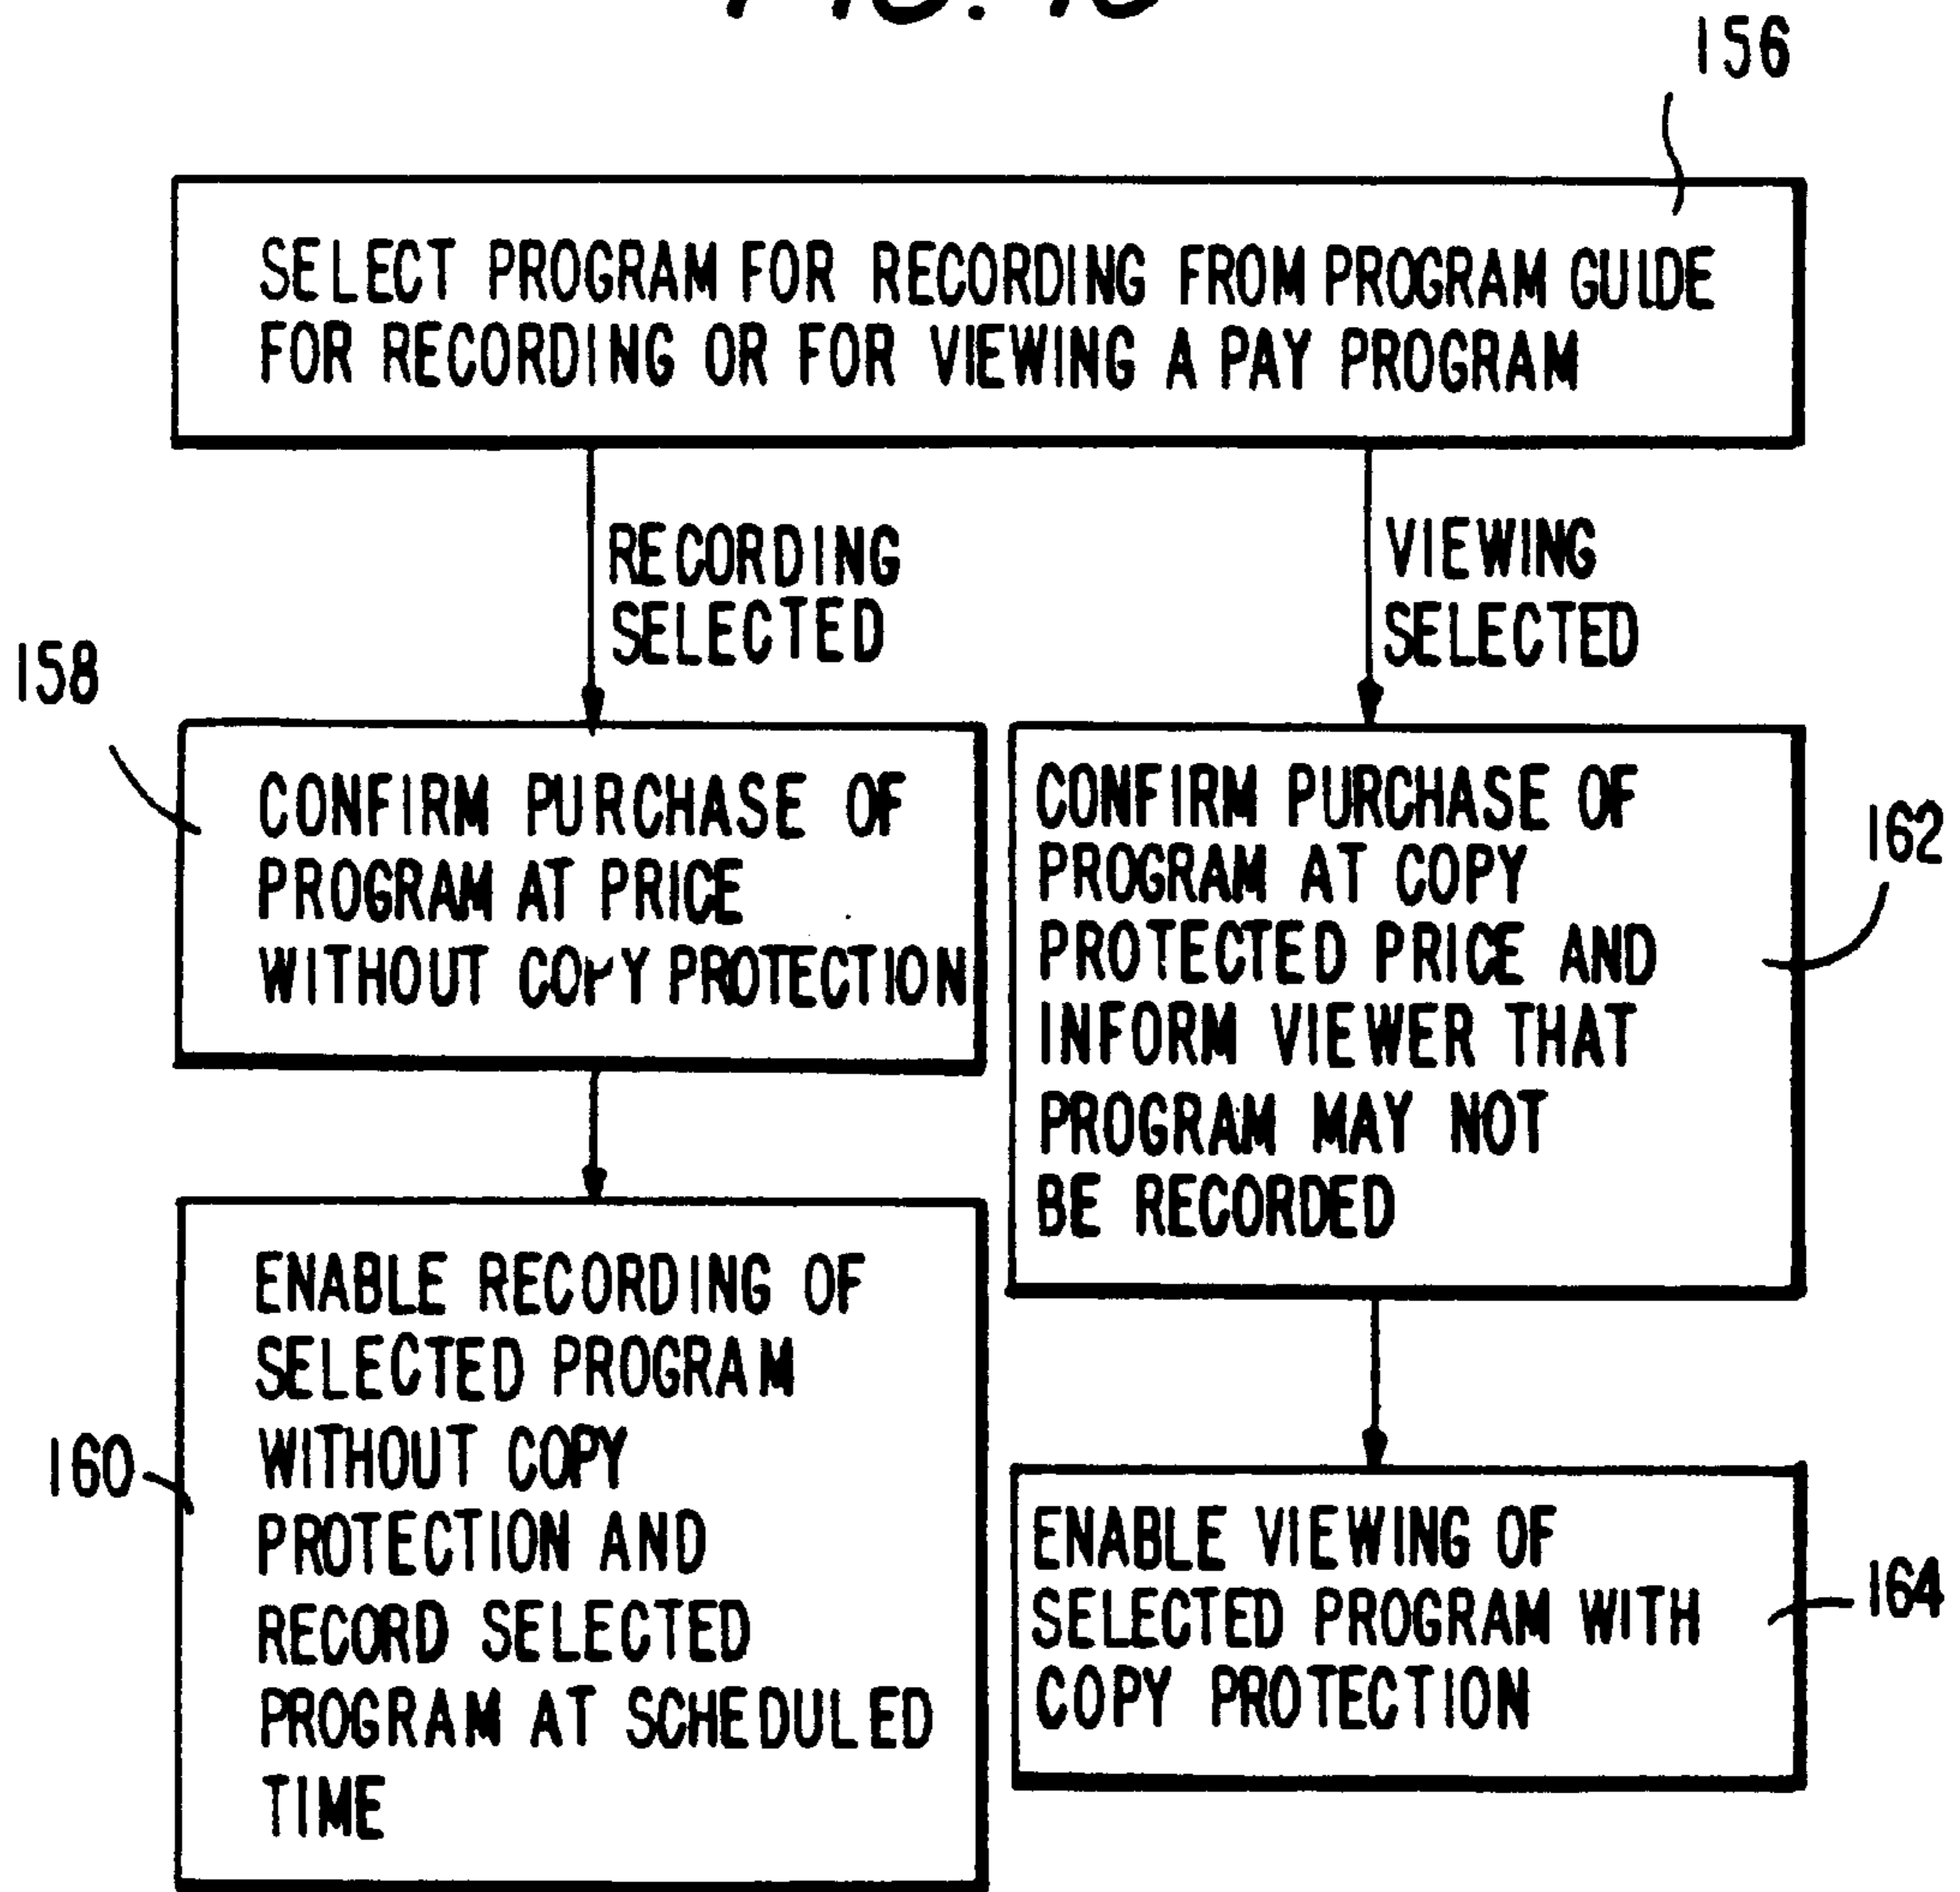 156
SELECT PROGRAM FOR RECORDING FROM PROGRAM GUIDE
FOR RECORDING OR FOR VIEWING A PAY PROGRAM
RECORDING
SELECTED
VIEWING
SELECTED
158
CONFIRM PURCHASE OF
PROGRAM AT PRICE
WITHOUT COPY PROTECTION
162
CONFIRM PURCHASE OF
PROGRAM AT COPY
PROTECTED PRICE AND
INFORM VIEWER THAT
PROGRAM MAY NOT
BE RECORDED
160
ENABLE RECORDING OF
SELECTED PROGRAM
WITHOUT COPY
PROTECTION AND
RECORD SELECTED
PROGRAM AT SCHEDULED
TIME
164
ENABLE VIEWING OF
SELECTED PROGRAM WITH
COPY PROTECTION